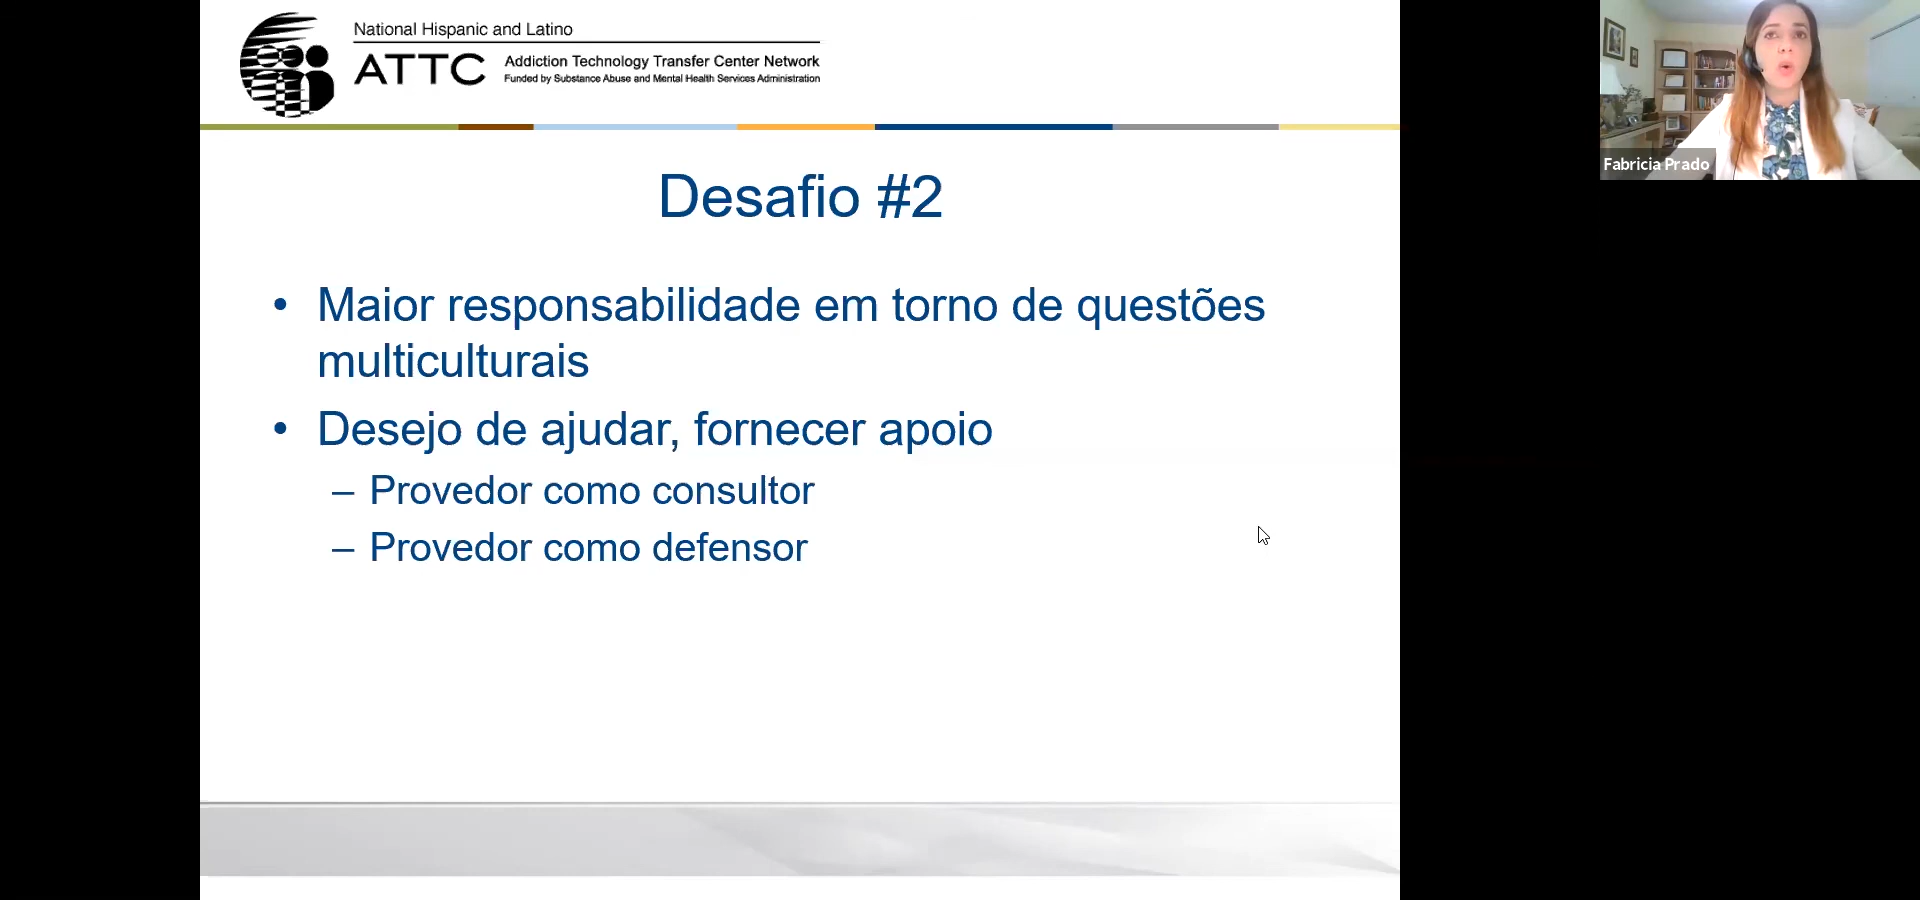 National Hispanic and Latino
ATTC
Addiction Technology Transfer Center Network
Funded by Substance Abuse and Mental Health Services Administration
Fabricia Prado
Desafio #2
• Maior responsabilidade em torno de questões
multiculturais
• Desejo de ajudar, fornecer apoio
– Provedor como consultor
– Provedor como defensor